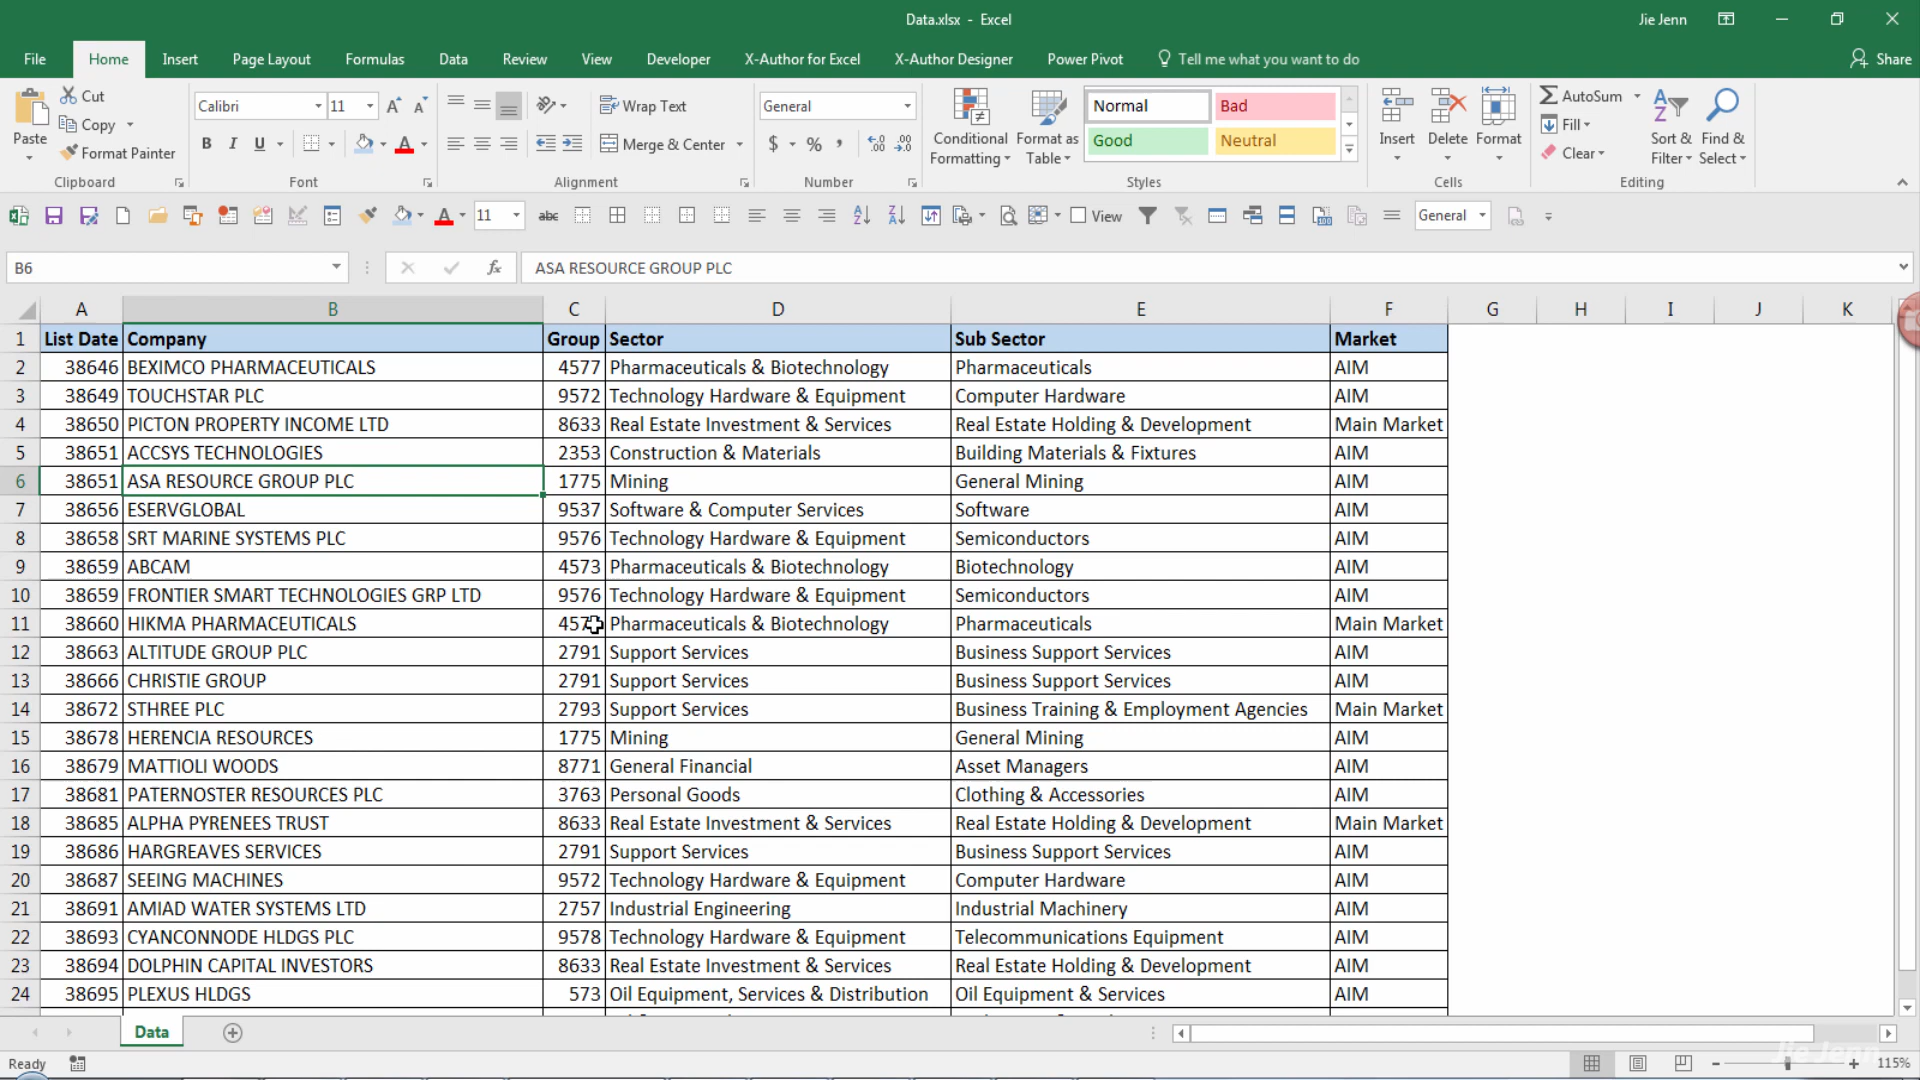 Data.xlsx - Excel
Jie Jenn
File Home Insert Page Layout Formulas Data Review View Developer X-Author for Excel X-Author Designer Power Pivot Tell me what you want to do Share
Paste
Cut
Copy
Format Painter
Clipboard
Calibri 11
B I U
Font
Wrap Text
Merge & Center
Alignment
General
$ % ,
Number
Conditional Formatting
Format as Table
Normal Bad
Good Neutral
Styles
Insert Delete Format
Cells
AutoSum
Fill
Clear
Sort & Filter
Find & Select
Editing
11 abc View General
B6 fx ASA RESOURCE GROUP PLC
A B C D E F G H I J K
1 List Date Company Group Sector Sub Sector Market
2 38646 BEXIMCO PHARMACEUTICALS 4577 Pharmaceuticals & Biotechnology Pharmaceuticals AIM
3 38649 TOUCHSTAR PLC 9572 Technology Hardware & Equipment Computer Hardware AIM
4 38650 PICTON PROPERTY INCOME LTD 8633 Real Estate Investment & Services Real Estate Holding & Development Main Market
5 38651 ACCSYS TECHNOLOGIES 2353 Construction & Materials Building Materials & Fixtures AIM
6 38651 ASA RESOURCE GROUP PLC 1775 Mining General Mining AIM
7 38656 ESERVGLOBAL 9537 Software & Computer Services Software AIM
8 38658 SRT MARINE SYSTEMS PLC 9576 Technology Hardware & Equipment Semiconductors AIM
9 38659 ABCAM 4573 Pharmaceuticals & Biotechnology Biotechnology AIM
10 38659 FRONTIER SMART TECHNOLOGIES GRP LTD 9576 Technology Hardware & Equipment Semiconductors AIM
11 38660 HIKMA PHARMACEUTICALS Pharmaceuticals & Biotechnology Pharmaceuticals Main Market
12 38663 ALTITUDE GROUP PLC 2791 Support Services Business Support Services AIM
13 38666 CHRISTIE GROUP 2791 Support Services Business Support Services AIM
14 38672 STHREE PLC 2793 Support Services Business Training & Employment Agencies Main Market
15 38678 HERENCIA RESOURCES 1775 Mining General Mining AIM
16 38679 MATTIOLI WOODS 8771 General Financial Asset Managers AIM
17 38681 PATERNOSTER RESOURCES PLC 3763 Personal Goods Clothing & Accessories AIM
18 38685 ALPHA PYRENEES TRUST 8633 Real Estate Investment & Services Real Estate Holding & Development Main Market
19 38686 HARGREAVES SERVICES 2791 Support Services Business Support Services AIM
20 38687 SEEING MACHINES 9572 Technology Hardware & Equipment Computer Hardware AIM
21 38691 AMIAD WATER SYSTEMS LTD 2757 Industrial Engineering Industrial Machinery AIM
22 38693 CYANCONNODE HLDGS PLC 9578 Technology Hardware & Equipment Telecommunications Equipment AIM
23 38694 DOLPHIN CAPITAL INVESTORS 8633 Real Estate Investment & Services Real Estate Holding & Development AIM
24 38695 PLEXUS HLDGS 573 Oil Equipment, Services & Distribution Oil Equipment & Services AIM
Data
Ready 115%
Jie Jenn